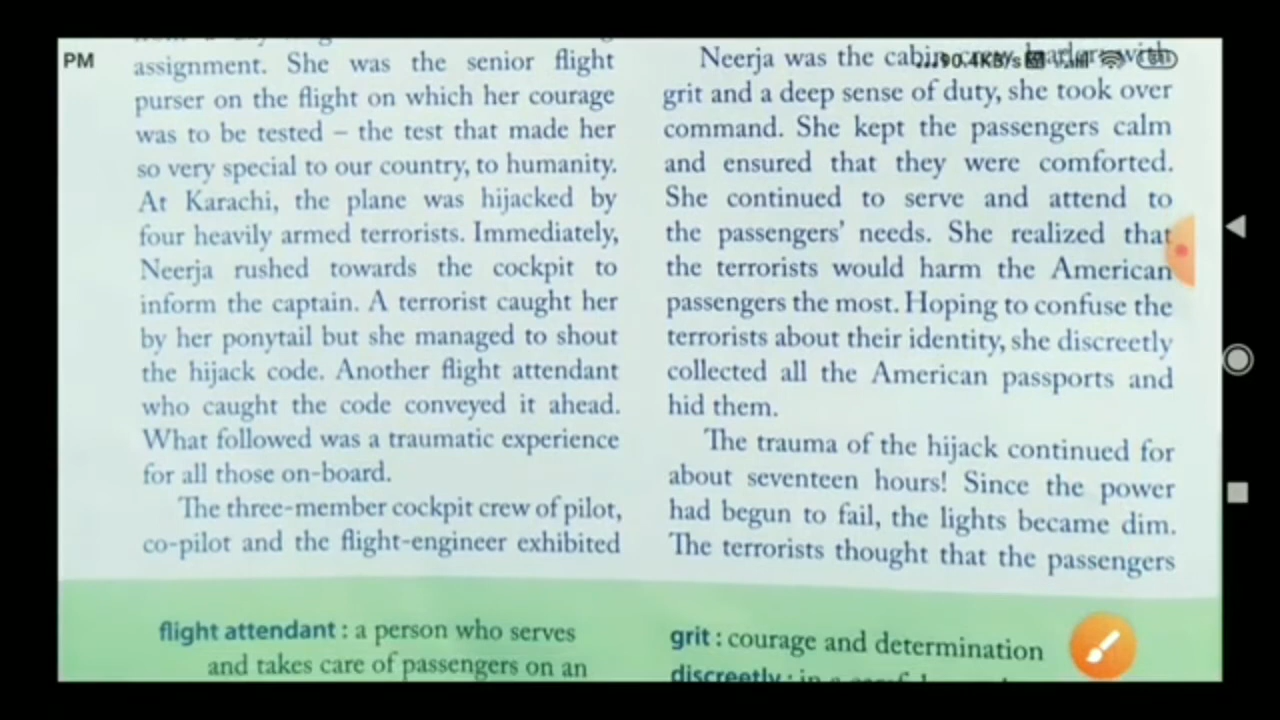 PM
assignment. She was the senior flight
purser on the flight on which her courage
was to be tested – the test that made her
so very special to our country, to humanity.
At Karachi, the plane was hijacked by
four heavily armed terrorists. Immediately,
Neerja rushed towards the cockpit to
inform the captain. A terrorist caught her
by her ponytail but she managed to shout
the hijack code. Another flight attendant
who caught the code conveyed it ahead.
What followed was a traumatic experience
for all those on-board.
The three-member cockpit crew of pilot,
co-pilot and the flight-engineer exhibited
flight attendant : a person who serves
and takes care of passengers on an
...90.4KB/s
Neerja was the cabin crew leader with
grit and a deep sense of duty, she took over
command. She kept the passengers calm
and ensured that they were comforted.
She continued to serve and attend to
the passengers’ needs. She realized that
the terrorists would harm the American
passengers the most. Hoping to confuse the
terrorists about their identity, she discreetly
collected all the American passports and
hid them.
The trauma of the hijack continued for
about seventeen hours! Since the power
had begun to fail, the lights became dim.
The terrorists thought that the passengers
grit : courage and determination
discreetly : in a